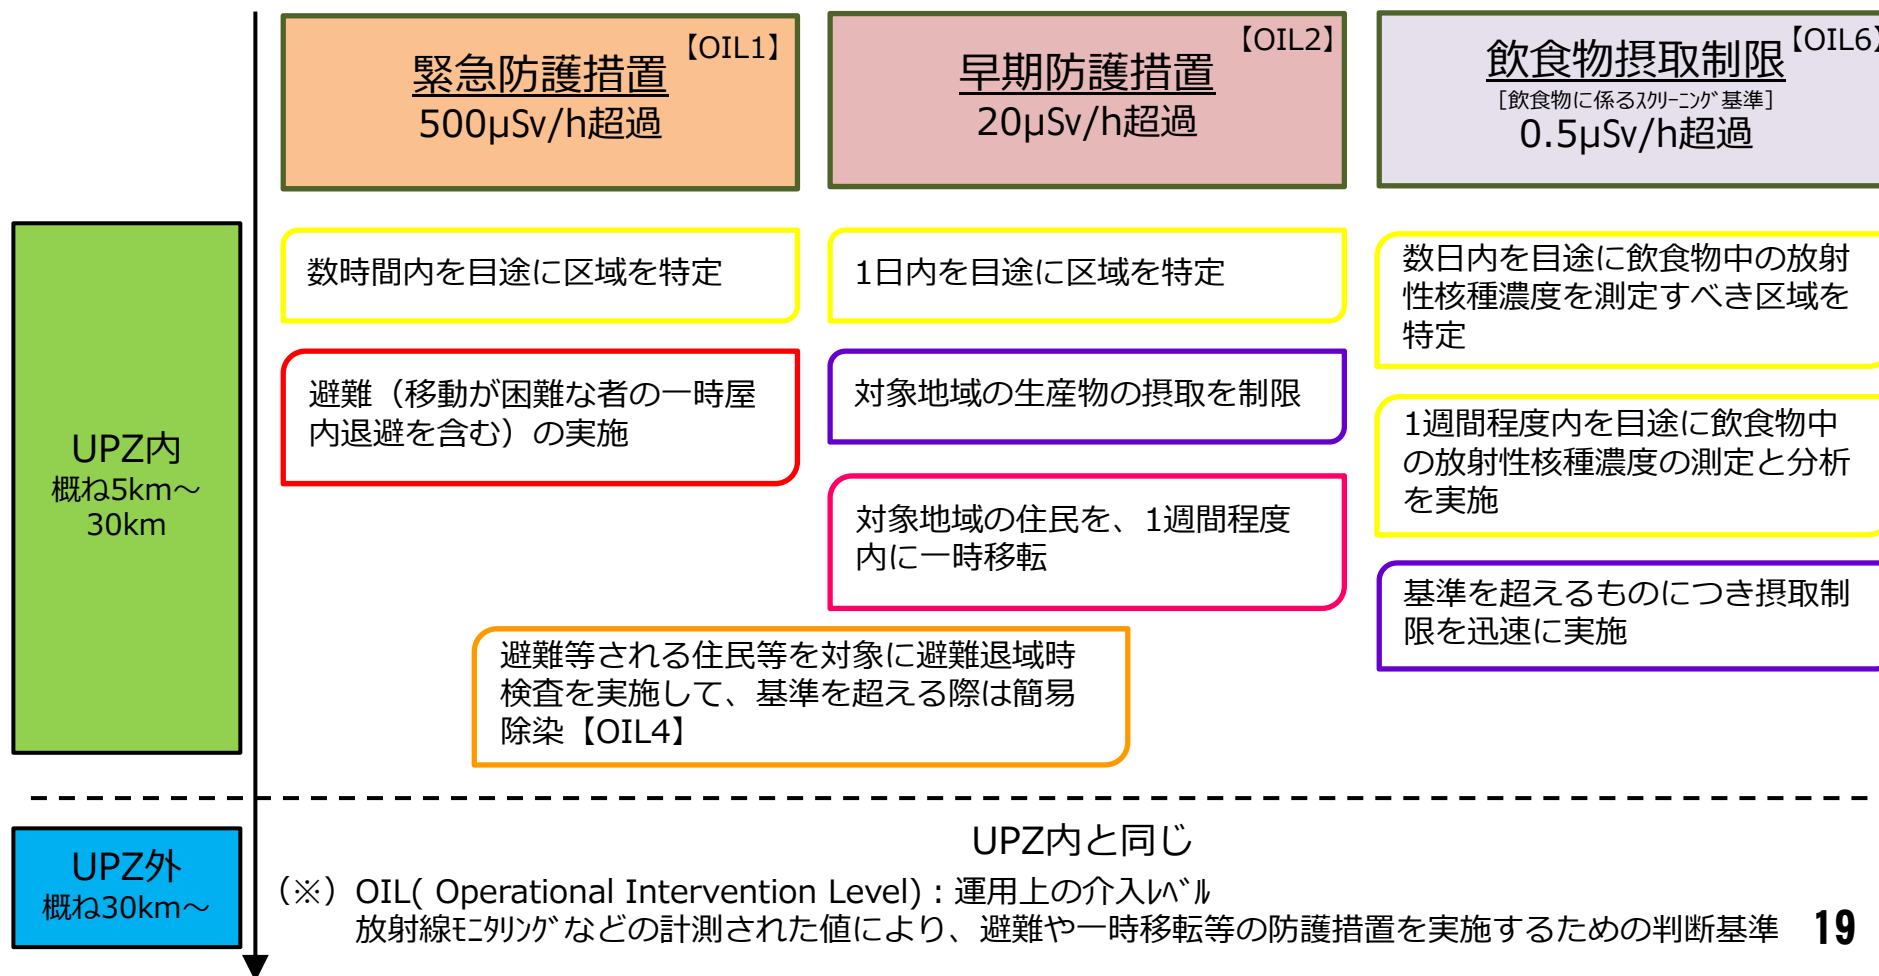 【OIL1】
緊急防護措置
500μSv/h超過
【OIL2】
早期防護措置
20μSv/h超過
【OIL6】
飲食物摂取制限
[飲食物に係るｽｸﾘｰﾆﾝｸﾞ基準]
0.5μSv/h超過
UPZ内
概ね5km～
30km
数時間内を目途に区域を特定
避難（移動が困難な者の一時屋
内退避を含む）の実施
1日内を目途に区域を特定
対象地域の生産物の摂取を制限
対象地域の住民を、1週間程度
内に一時移転
数日内を目途に飲食物中の放射
性核種濃度を測定すべき区域を
特定
1週間程度内を目途に飲食物中
の放射性核種濃度の測定と分析
を実施
基準を超えるものにつき摂取制
限を迅速に実施
避難等される住民等を対象に避難退域時
検査を実施して、基準を超える際は簡易
除染【OIL4】
UPZ外
概ね30km～
UPZ内と同じ
（※）OIL( Operational Intervention Level)：運用上の介入ﾚﾍﾞﾙ
放射線ﾓﾆﾀﾘﾝｸﾞなどの計測された値により、避難や一時移転等の防護措置を実施するための判断基準
19